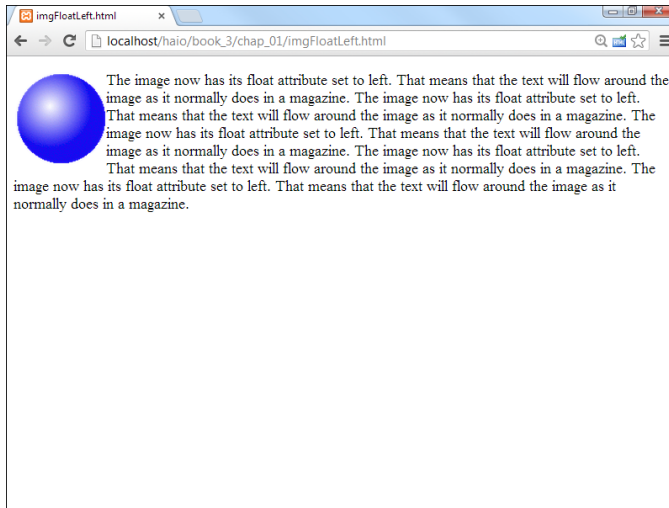 imgFloatLeft.html
localhost/haio/book_3/chap_01/imgFloatLeft.html
The image now has its float attribute set to left. That means that the text will flow around the
image as it normally does in a magazine. The image now has its float attribute set to left.
That means that the text will flow around the image as it normally does in a magazine. The
image now has its float attribute set to left. That means that the text will flow around the
image as it normally does in a magazine. The image now has its float attribute set to left.
That means that the text will flow around the image as it normally does in a magazine. The
image now has its float attribute set to left. That means that the text will flow around the image as it
normally does in a magazine.